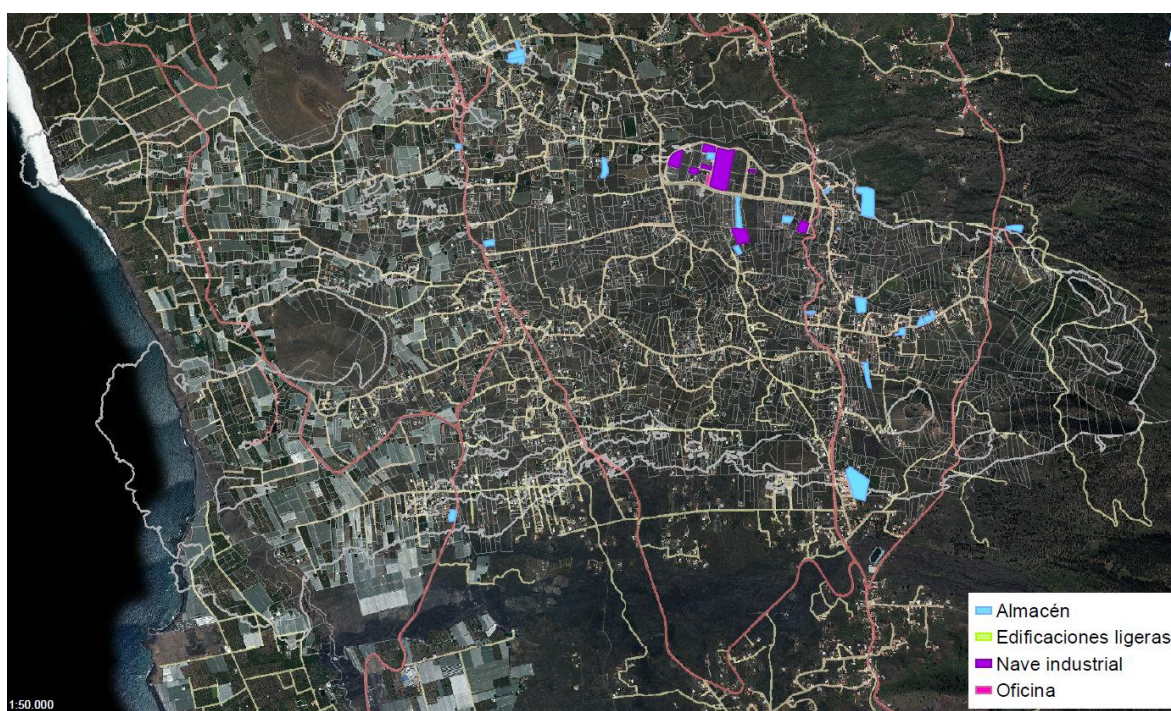 Almacén
Edificaciones ligeras
Nave industrial
Oficina
1:50.000